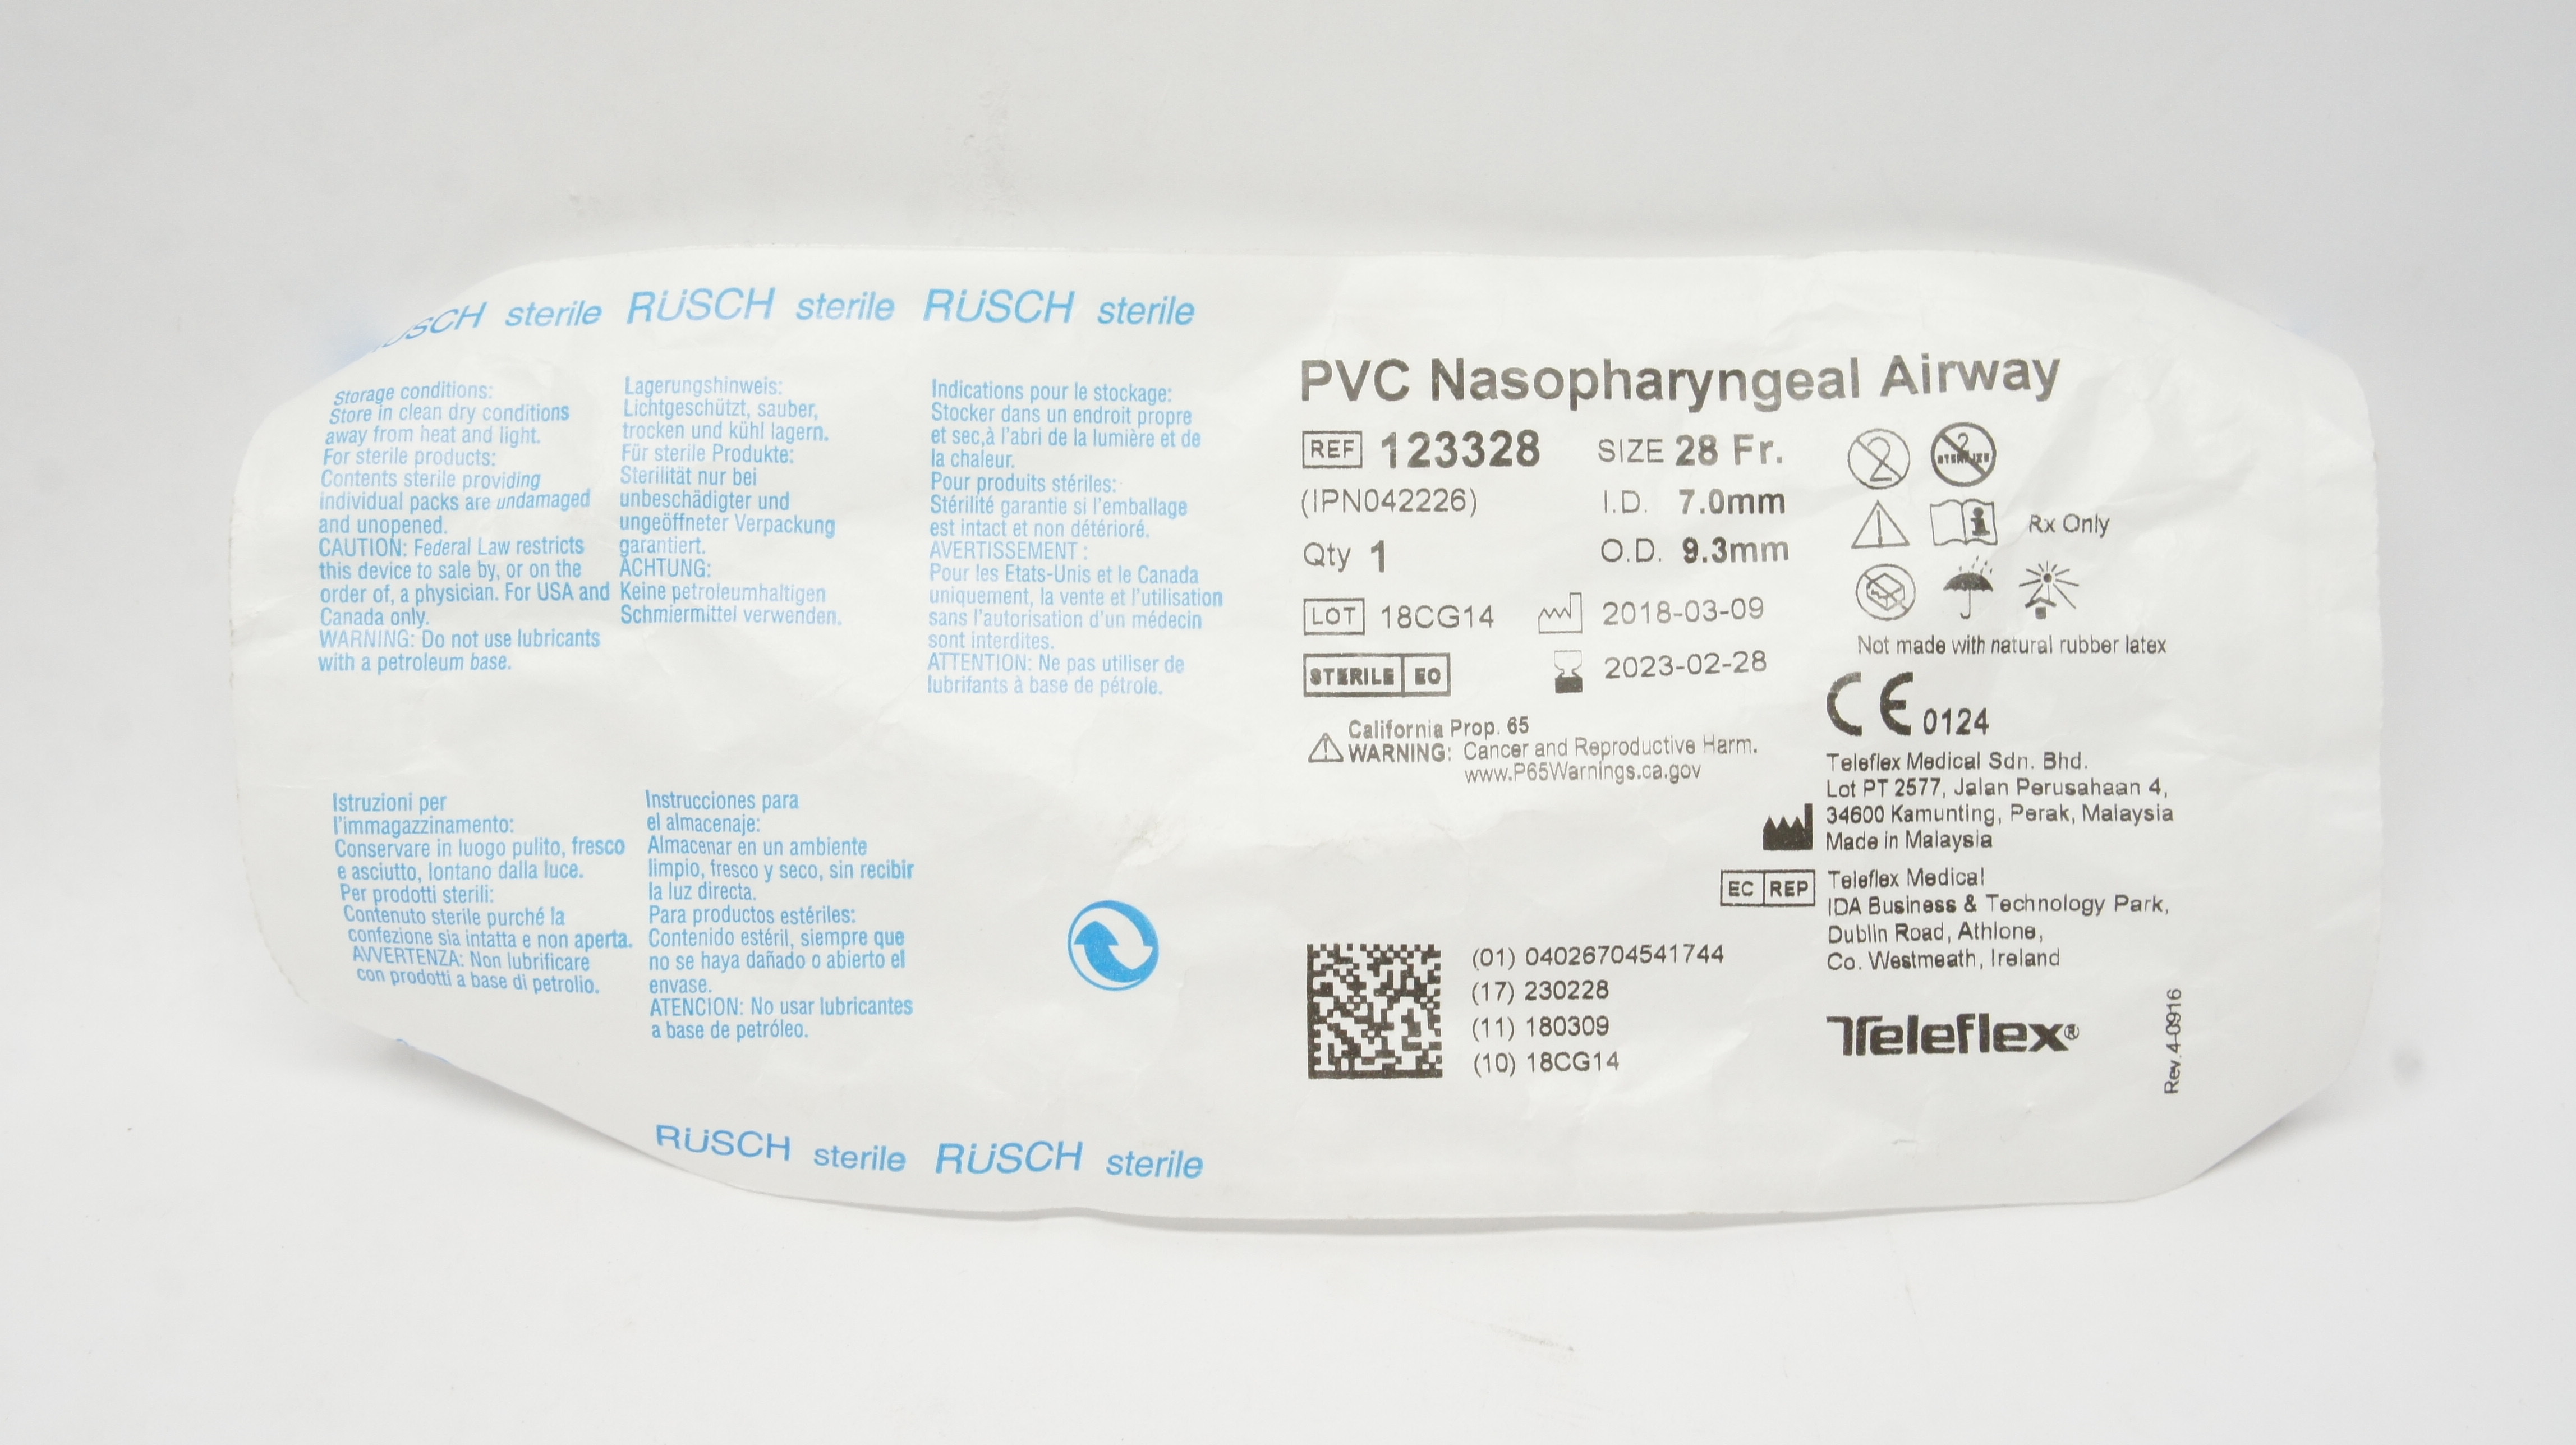 SCH sterile RÜSCH sterile RÜSCH sterile
Storage conditions:
Store in clean dry conditions
away from heat and light.
For sterile products:
Contents sterile providing
individual packs are undamaged
and unopened.
CAUTION: Federal Law restricts
this device to sale by, or on the
order of, a physician. For USA and
Canada only.
WARNING: Do not use lubricants
with a petroleum base.
Lagerungshinweis:
Lichtgeschützt, sauber,
trocken und kühl lagern.
Für sterile Produkte:
Sterilität nur bei
unbeschädigter und
ungeöffneter Verpackung
garantiert.
ACHTUNG:
Keine petroleumhaltigen
Schmiermittel verwenden.
Indications pour le stockage:
Stocker dans un endroit propre
et sec,à l'abri de la lumière et de
la chaleur.
Pour produits stériles:
Stérilité garantie si l'emballage
est intact et non détérioré.
AVERTISSEMENT :
Pour les Etats-Unis et le Canada
uniquement, la vente et l'utilisation
sans l'autorisation d'un médecin
sont interdites.
ATTENTION: Ne pas utiliser de
lubrifants à base de pétrole.
Istruzioni per
l'immagazzinamento:
Conservare in luogo pulito, fresco
e asciutto, lontano dalla luce.
Per prodotti sterili:
Contenuto sterile purché la
confezione sia intatta e non aperta.
AVVERTENZA: Non lubrificare
con prodotti a base di petrolio.
Instrucciones para
el almacenaje:
Almacenar en un ambiente
limpio, fresco y seco, sin recibir
la luz directa.
Para productos estériles:
Contenido estéril, siempre que
no se haya dañado o abierto el
envase.
ATENCION: No usar lubricantes
a base de petróleo.
RÜSCH sterile RÜSCH sterile
PVC Nasopharyngeal Airway
REF 123328 SIZE 28 Fr.
(IPN042226) I.D. 7.0mm
Qty 1 O.D. 9.3mm
LOT 18CG14 2018-03-09
STERILE EO 2023-02-28
2 2
STERILIZE
Rx Only
Not made with natural rubber latex
California Prop. 65
WARNING: Cancer and Reproductive Harm.
www.P65Warnings.ca.gov
CE 0124
Teleflex Medical Sdn. Bhd.
Lot PT 2577, Jalan Perusahaan 4,
34600 Kamunting, Perak, Malaysia
Made in Malaysia
EC REP Teleflex Medical
IDA Business & Technology Park,
Dublin Road, Athlone,
Co. Westmeath, Ireland
(01) 04026704541744
(17) 230228
(11) 180309
(10) 18CG14
Teleflex®
Rev.4-0916